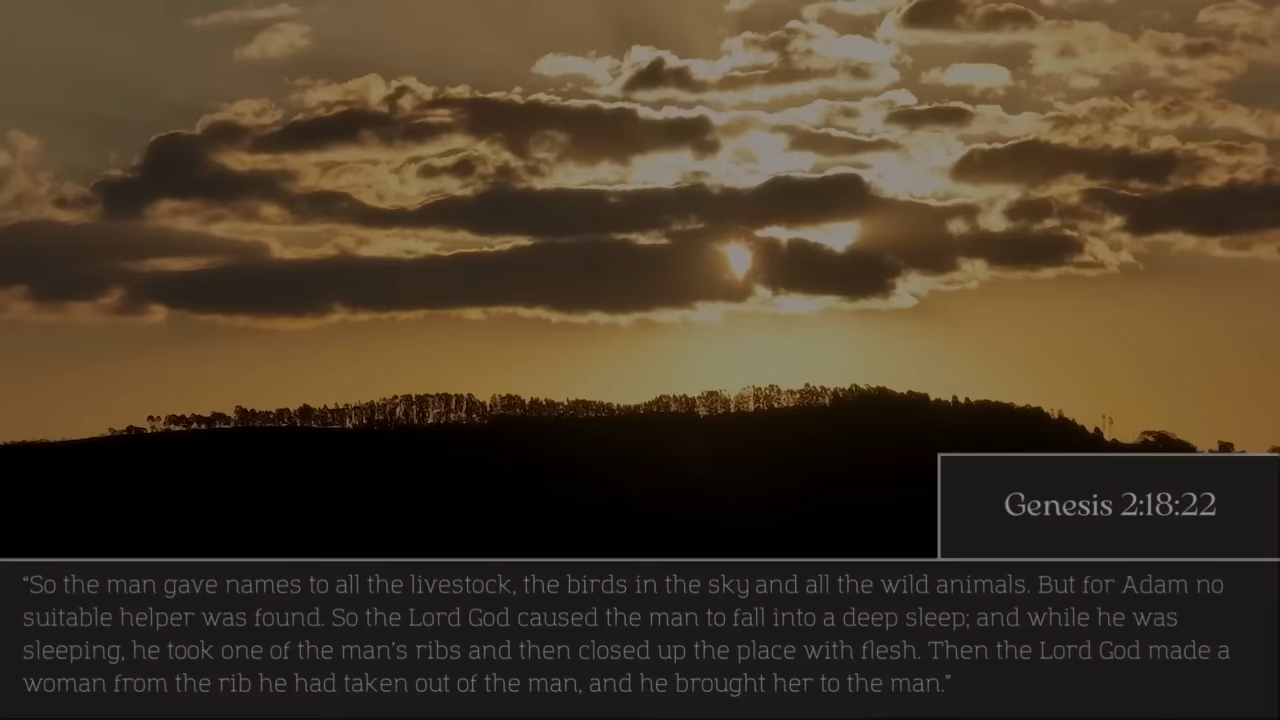 Genesis 2:18:22
“So the man gave names to all the livestock, the birds in the sky and all the wild animals. But for Adam no
suitable helper was found. So the Lord God caused the man to fall into a deep sleep; and while he was
sleeping, he took one of the man’s ribs and then closed up the place with flesh. Then the Lord God made a
woman from the rib he had taken out of the man, and he brought her to the man.”